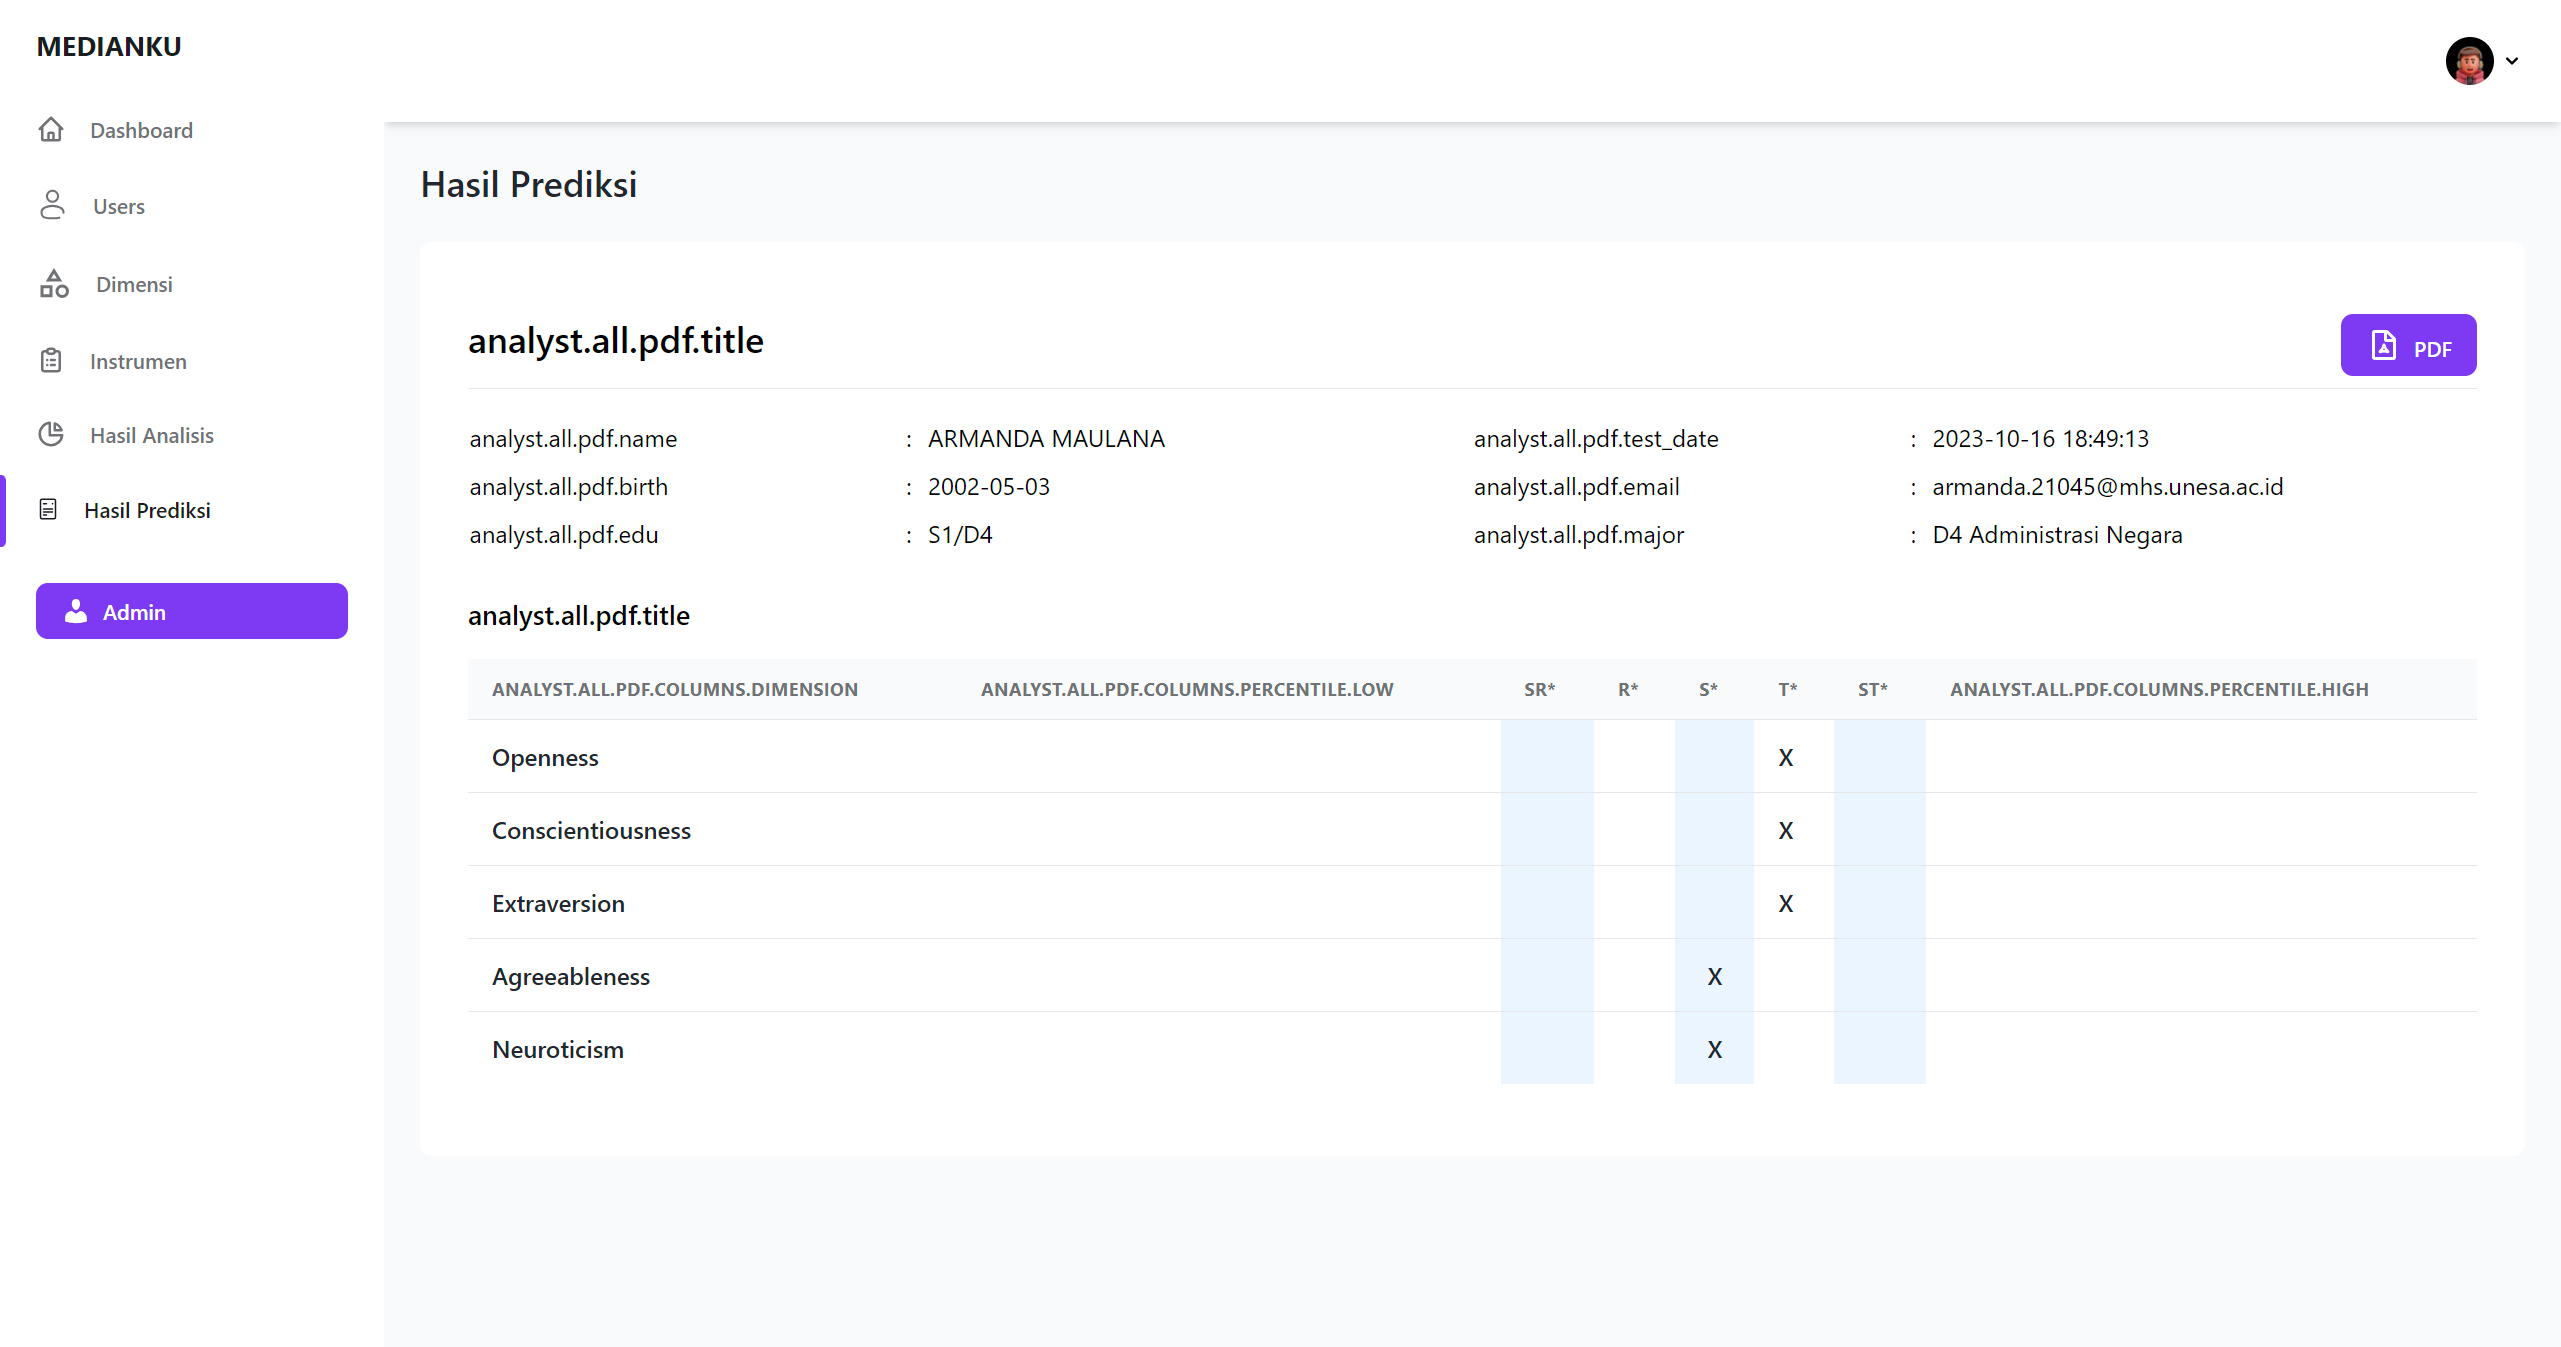 MEDIANKU
Dashboard
Users
Dimensi
Instrumen
Hasil Analisis
Hasil Prediksi
Admin
Hasil Prediksi
analyst.all.pdf.title
PDF
analyst.all.pdf.name : ARMANDA MAULANA analyst.all.pdf.test_date : 2023-10-16 18:49:13
analyst.all.pdf.birth : 2002-05-03 analyst.all.pdf.email : armanda.21045@mhs.unesa.ac.id
analyst.all.pdf.edu : S1/D4 analyst.all.pdf.major : D4 Administrasi Negara
analyst.all.pdf.title
ANALYST.ALL.PDF.COLUMNS.DIMENSION ANALYST.ALL.PDF.COLUMNS.PERCENTILE.LOW SR* R* S* T* ST* ANALYST.ALL.PDF.COLUMNS.PERCENTILE.HIGH
Openness X
Conscientiousness X
Extraversion X
Agreeableness X
Neuroticism X